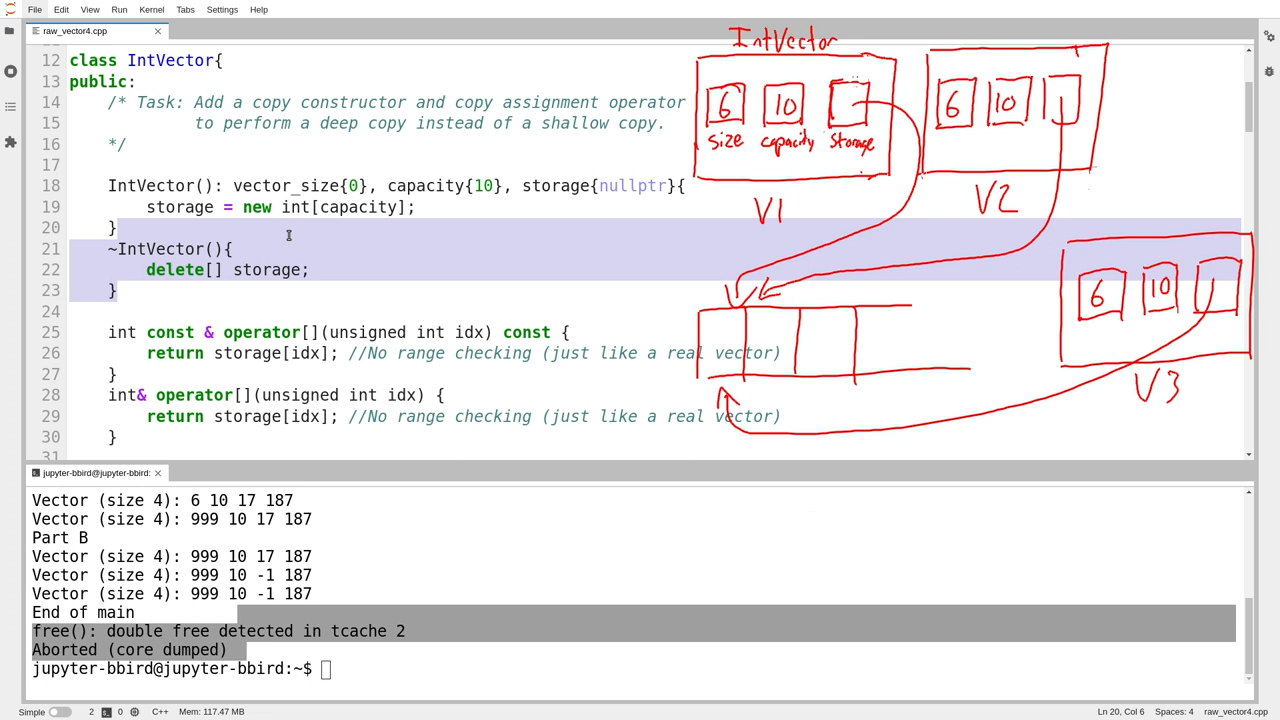 File Edit View Run Kernel Tabs Settings Help
raw_vector4.cpp
12 class IntVector{
13 public:
14 /* Task: Add a copy constructor and copy assignment operator
15 to perform a deep copy instead of a shallow copy.
16 */
17
18 IntVector(): vector_size{0}, capacity{10}, storage{nullptr}{
19 storage = new int[capacity];
20 }
21 ~IntVector(){
22 delete[] storage;
23 }
24
25 int const & operator[](unsigned int idx) const {
26 return storage[idx]; //No range checking (just like a real vector)
27 }
28 int& operator[](unsigned int idx) {
29 return storage[idx]; //No range checking (just like a real vector)
30 }
31
IntVector
6 10
size capacity storage
V1
6 10
V2
6 10
V3
jupyter-bbird@jupyter-bbird:
Vector (size 4): 6 10 17 187
Vector (size 4): 999 10 17 187
Part B
Vector (size 4): 999 10 17 187
Vector (size 4): 999 10 -1 187
Vector (size 4): 999 10 -1 187
End of main
free(): double free detected in tcache 2
Aborted (core dumped)
jupyter-bbird@jupyter-bbird:~$
Simple 2 0 C++ Mem: 117.47 MB Ln 20, Col 6 Spaces: 4 raw_vector4.cpp